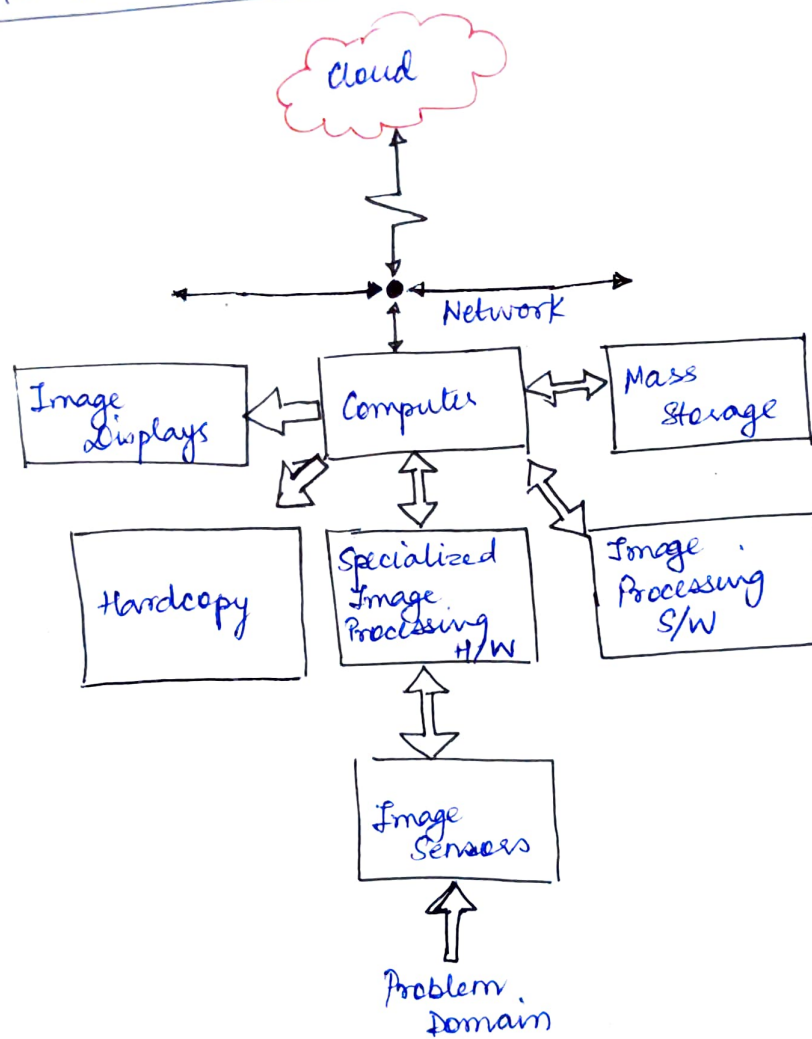 Cloud
Network
Image
Displays
Computer
Mass
Storage
Hardcopy
Specialized
Image
Processing
H/W
Image
Processing
S/W
Image
Sensors
Problem
Domain